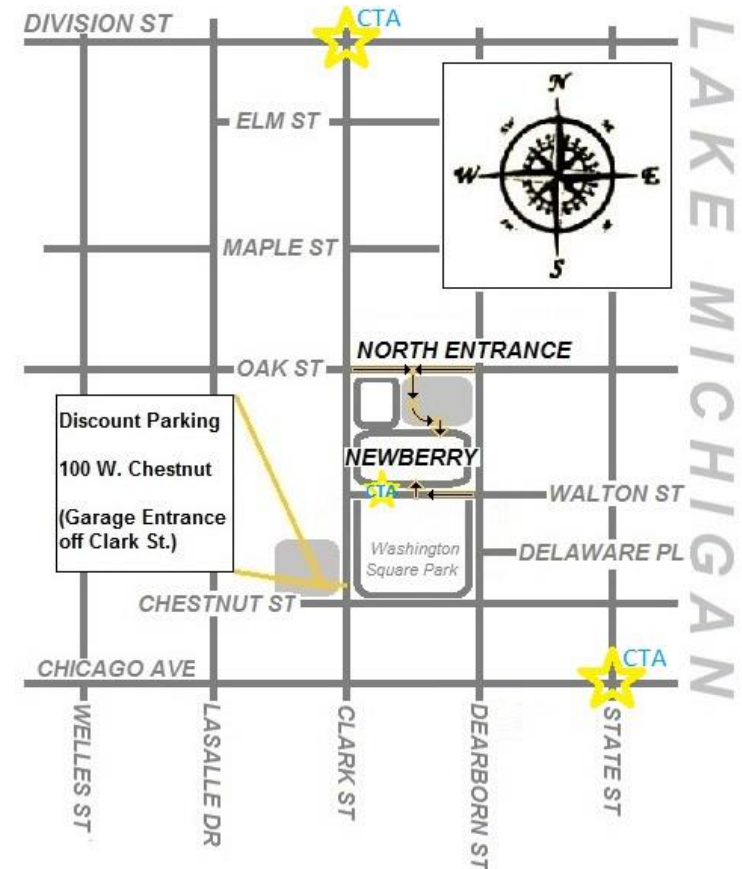 DIVISION ST
CTA
ELM ST
N
W
E
S
MAPLE ST
LAKE MICHIGAN
NORTH ENTRANCE
OAK ST
Discount Parking
100 W. Chestnut
(Garage Entrance
off Clark St.)
NEWBERRY
CTA
WALTON ST
Washington
Square Park
DELAWARE PL
CHESTNUT ST
CTA
CHICAGO AVE
WELLES ST
LASALLE DR
CLARK ST
DEARBORN ST
STATE ST